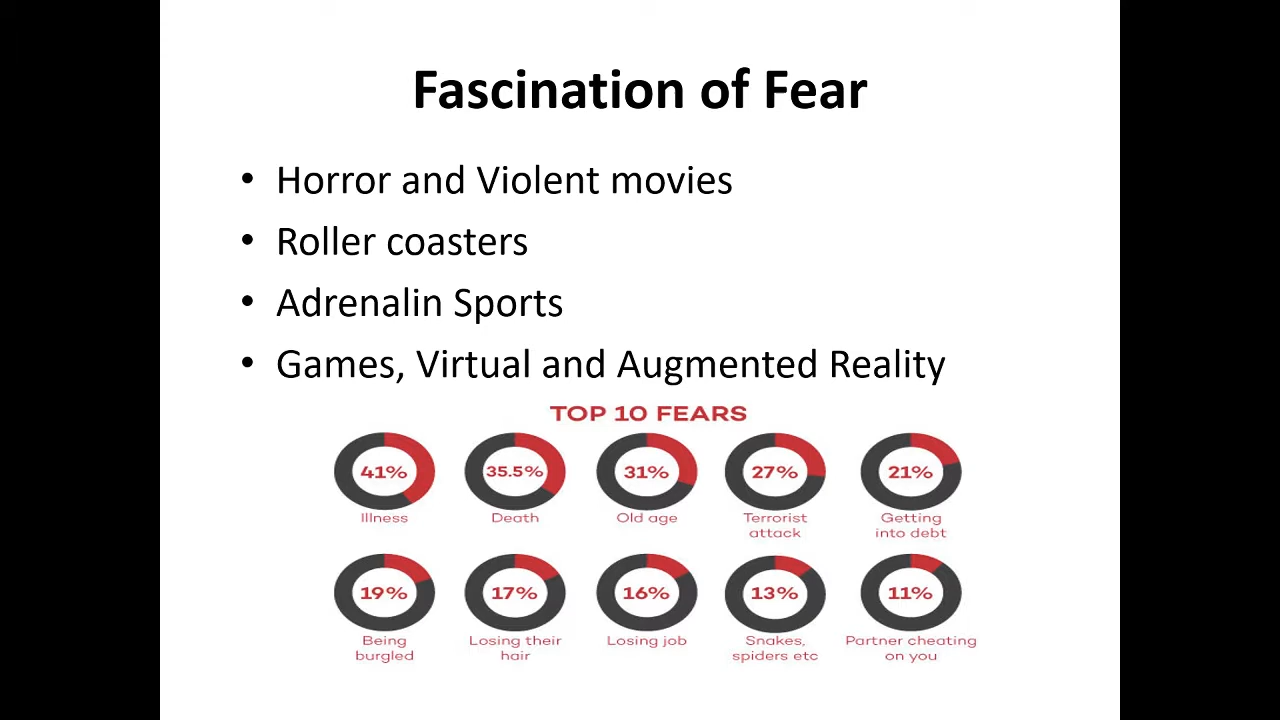 Fascination of Fear
• Horror and Violent movies
• Roller coasters
• Adrenalin Sports
• Games, Virtual and Augmented Reality
TOP 10 FEARS
41%
Illness
35.5%
Death
31%
Old age
27%
Terrorist
attack
21%
Getting
into debt
19%
Being
burgled
17%
Losing their
hair
16%
Losing job
13%
Snakes,
spiders etc
11%
Partner cheating
on you